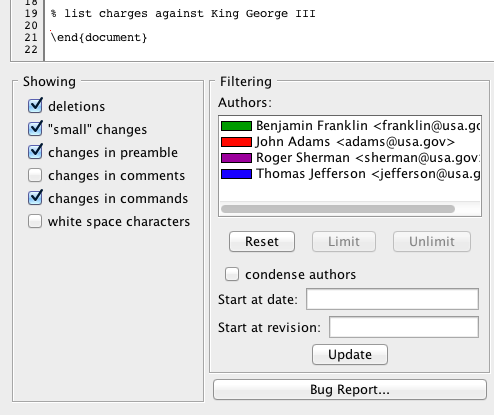 18
19 % list charges against King George III
20
21 \end{document}
22
Showing
deletions
"small" changes
changes in preamble
changes in comments
changes in commands
white space characters
Filtering
Authors:
Benjamin Franklin <franklin@usa.go
John Adams <adams@usa.gov>
Roger Sherman <sherman@usa.gov
Thomas Jefferson <jefferson@usa.g
Reset Limit Unlimit
condense authors
Start at date:
Start at revision:
Update
Bug Report...